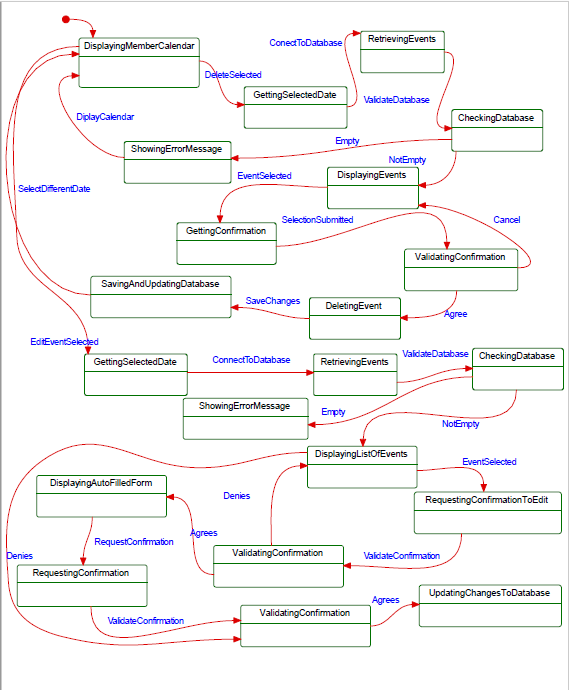 ConectToDatabase
RetrievingEvents
DisplayingMemberCalendar
DeleteSelected
GettingSelectedDate
ValidateDatabase
CheckingDatabase
DiplayCalendar
Empty
ShowingErrorMessage
NotEmpty
EventSelected
DisplayingEvents
SelectDifferentDate
SelectionSubmitted
Cancel
GettingConfirmation
ValidatingConfirmation
SavingAndUpdatingDatabase
SaveChanges
DeletingEvent
Agree
EditEventSelected
GettingSelectedDate
ConnectToDatabase
RetrievingEvents
ValidateDatabase
CheckingDatabase
ShowingErrorMessage
Empty
NotEmpty
DisplayingListOfEvents
EventSelected
DisplayingAutoFilledForm
Denies
RequestingConfirmationToEdit
RequestConfirmation
Agrees
ValidatingConfirmation
ValidateConfirmation
Denies
RequestingConfirmation
UpdatingChangesToDatabase
Agrees
ValidateConfirmation
ValidatingConfirmation